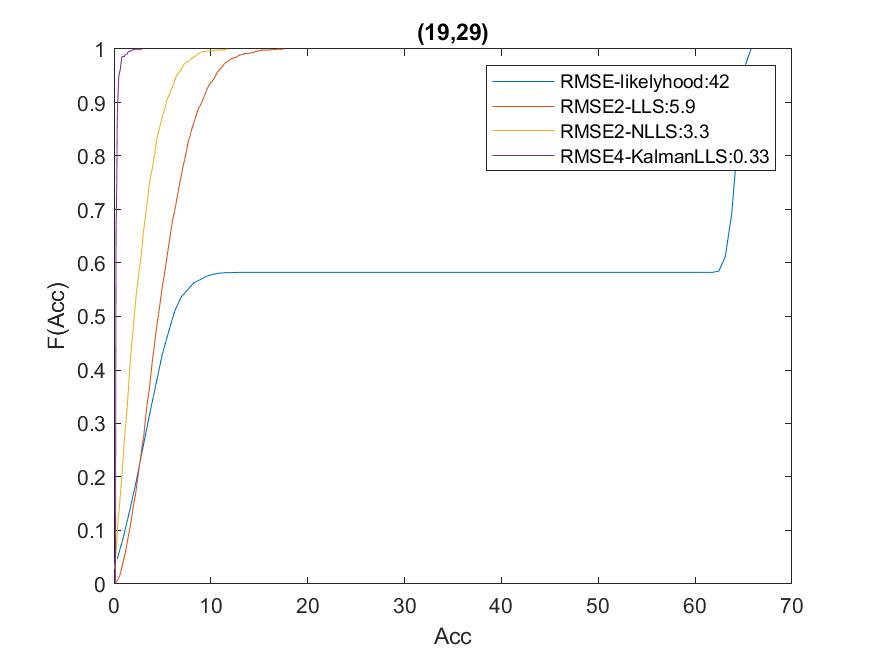 (19,29)
1
0.9
0.8
0.7
0.6
0.5
0.4
0.3
0.2
0.1
0
F(Acc)
RMSE-likelyhood:42
RMSE2-LLS:5.9
RMSE2-NLLS:3.3
RMSE4-KalmanLLS:0.33
0 10 20 30 40 50 60 70
Acc